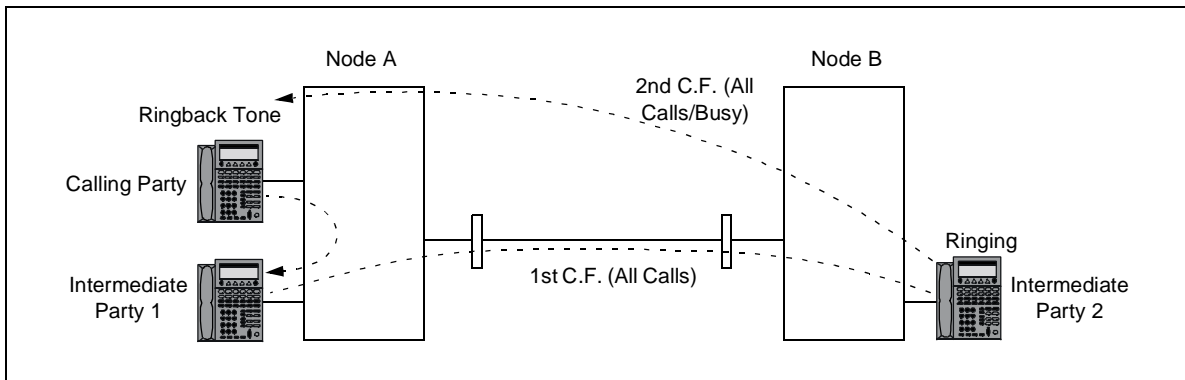 Node A
Node B
2nd C.F. (All
Calls/Busy)
Ringback Tone
Calling Party
Ringing
1st C.F. (All Calls)
Intermediate
Party 1
Intermediate
Party 2